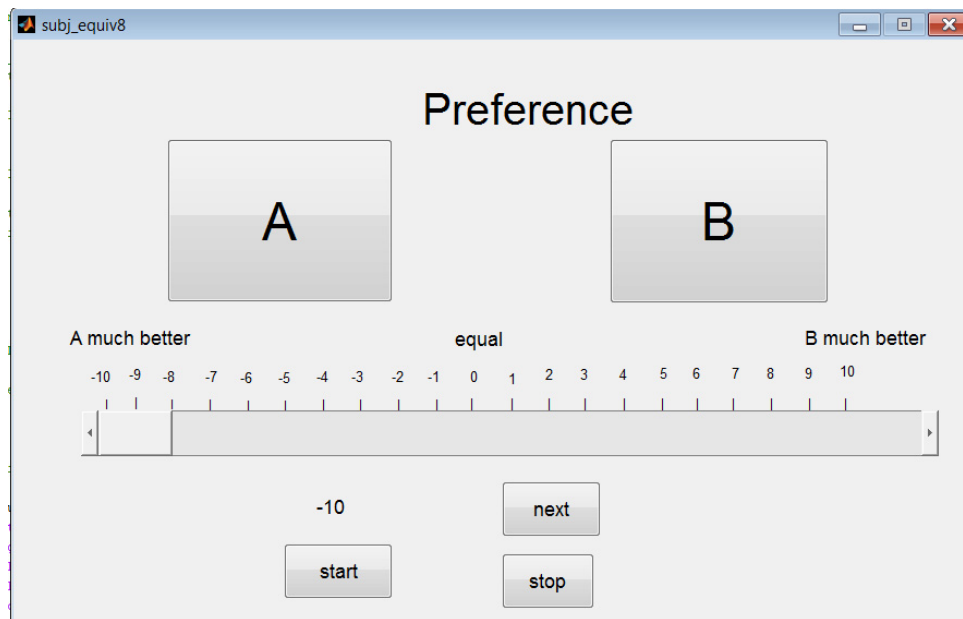 subj_equiv8
Preference
A B
A much better equal B much better
-10 -9 -8 -7 -6 -5 -4 -3 -2 -1 0 1 2 3 4 5 6 7 8 9 10
-10 next
start stop